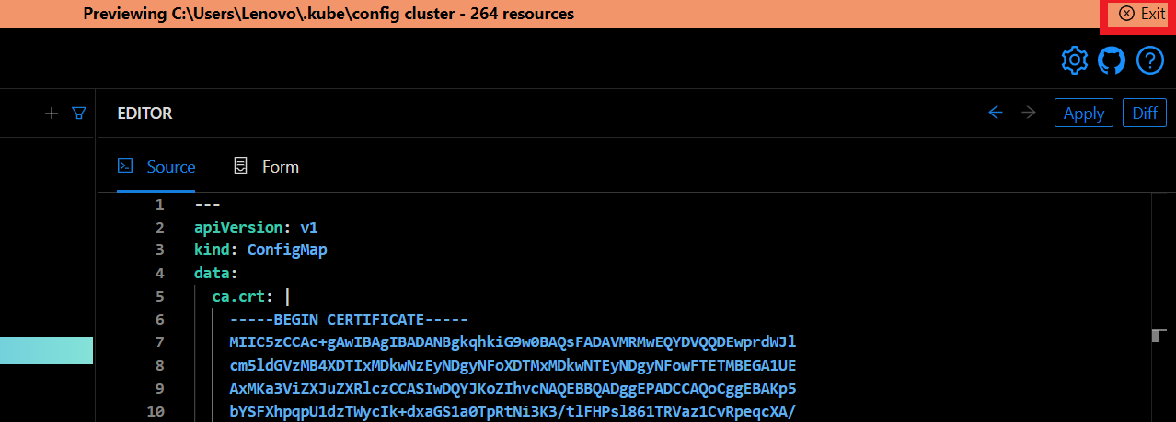 Previewing C:\Users\Lenovo\.kube\config cluster - 264 resources
Exit
EDITOR
Apply
Diff
Source
Form
1 ---
2 apiVersion: v1
3 kind: ConfigMap
4 data:
5 ca.crt: |
6 -----BEGIN CERTIFICATE-----
7 MIIC5zCCAc+gAwIBAgIBADANBgkqhkiG9w0BAQsFADAVMRMwEQYDVQQDEwprdWJl
8 cm5ldGVzMB4XDTIxMDkwNzEyNDgyNFoXDTMxMDkwNTEyNDgyNFowFTETMBEGA1UE
9 AxMKa3ViZXJuZXRlczCCASIwDQYJKoZIhvcNAQEBBQADggEPADCCAQoCggEBAKp5
10 bYSFXhpqpU1dzTWycIk+dxaGS1a0TpRtNi3K3/tlFHPsl861TRVaz1CvRpeqcXA/